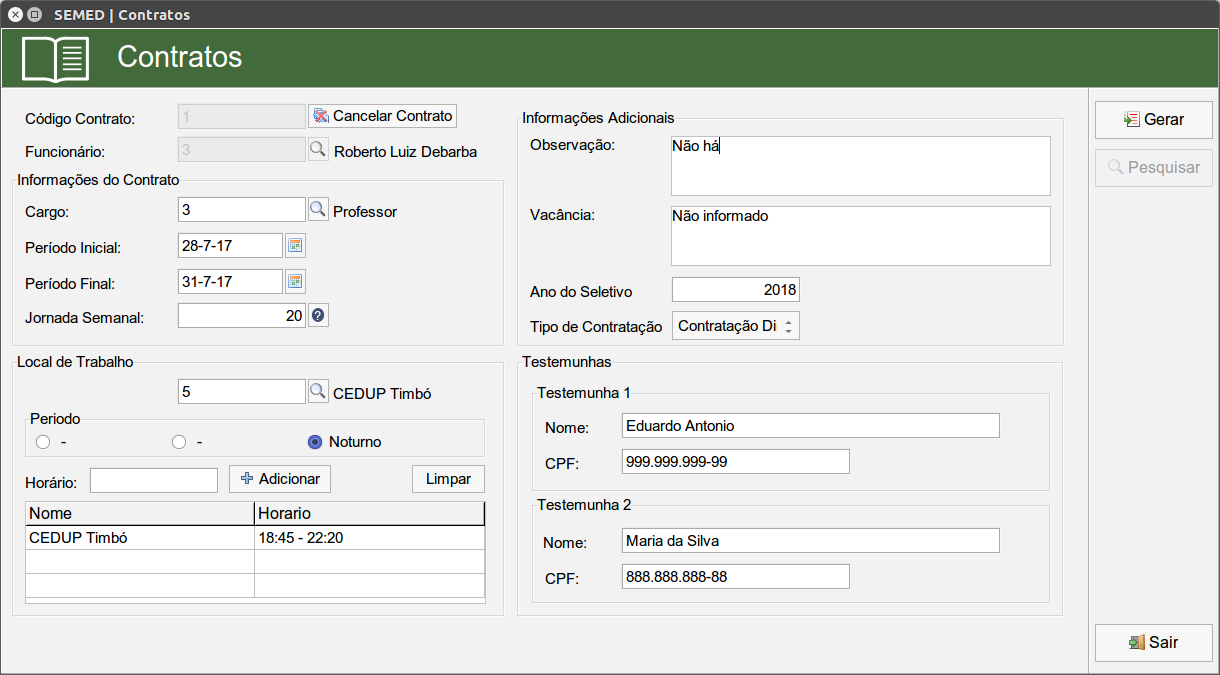 SEMED | Contratos
Contratos
Código Contrato: 1 Cancelar Contrato
Funcionário: 3 Roberto Luiz Debarba
Informações do Contrato
Cargo: 3 Professor
Período Inicial: 28-7-17
Período Final: 31-7-17
Jornada Semanal: 20 ?
Local de Trabalho
5 CEDUP Timbó
Periodo
- - Noturno
Horário: Adicionar Limpar
Nome Horario
CEDUP Timbó 18:45 - 22:20
Informações Adicionais
Observação: Não há
Vacância: Não informado
Ano do Seletivo 2018
Tipo de Contratação Contratação Di
Testemunhas
Testemunha 1
Nome: Eduardo Antonio
CPF: 999.999.999-99
Testemunha 2
Nome: Maria da Silva
CPF: 888.888.888-88
Gerar
Pesquisar
Sair